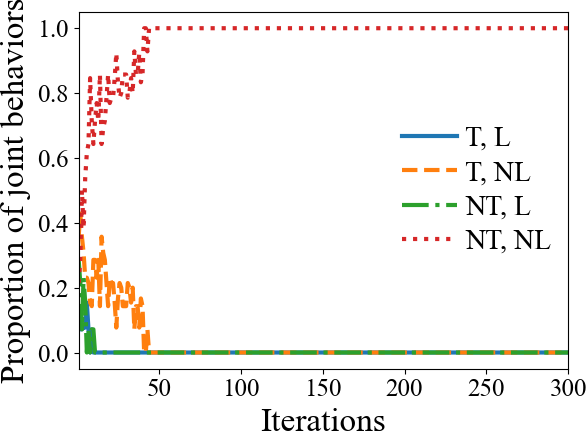 Proportion of joint behaviors
1.0
0.8
0.6
0.4
0.2
0.0
T, L
T, NL
NT, L
NT, NL
50
100
150
200
250
300
Iterations